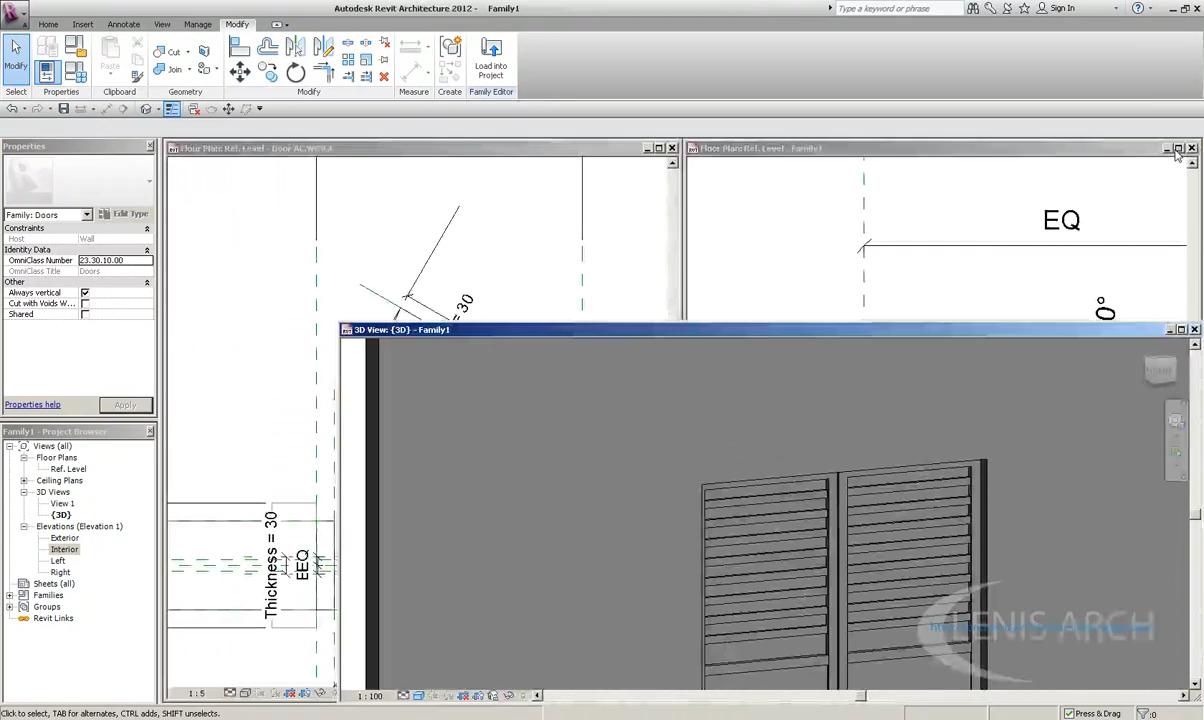 Autodesk Revit Architecture 2012 - Family1
Type a keyword or phrase
Sign In
Home Insert Annotate View Manage Modify
Modify
Paste
Cut
Join
Load into
Project
Select Properties Clipboard Geometry Modify Measure Create Family Editor
Properties
Family: Doors
Edit Type
Constraints
Host Wall
Identity Data
OmniClass Number 23.30.10.00
OmniClass Title Doors
Other
Always vertical
Cut with Voids W...
Shared
Properties help
Apply
Family1 - Project Browser
Views (all)
Floor Plans
Ref. Level
Ceiling Plans
3D Views
View 1
{3D}
Elevations (Elevation 1)
Exterior
Interior
Left
Right
Sheets (all)
Families
Groups
Revit Links
Floor Plan: Ref. Level - Family1
EQ
0°
= 30
3D View: {3D} - Family1
Thickness = 30
EEQ
LENIS ARCH
1 : 5
1 : 100
Click to select, TAB for alternates, CTRL adds, SHIFT unselects.
Press & Drag
:0